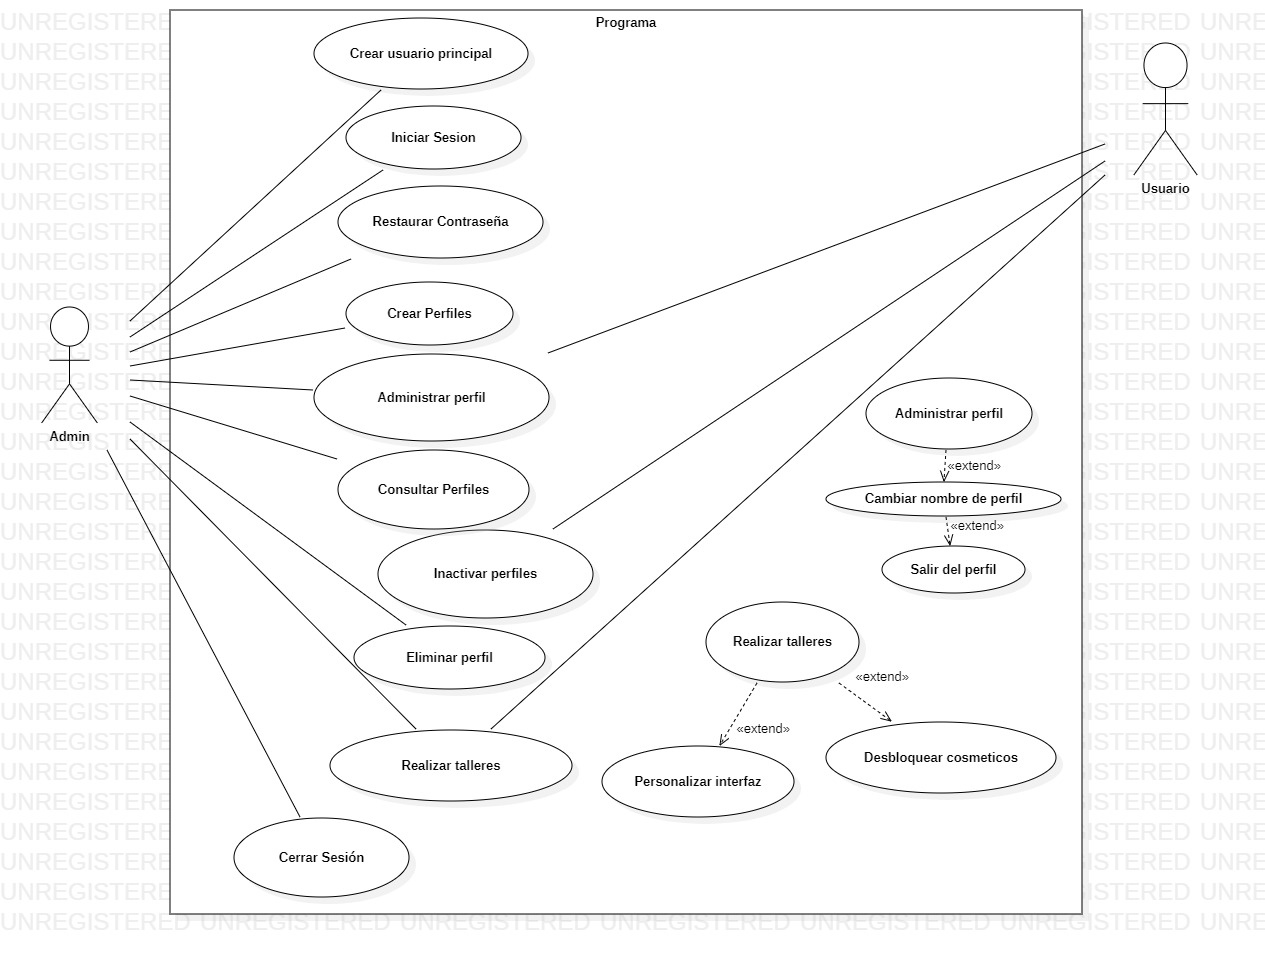 Programa
Crear usuario principal
Iniciar Sesion
Restaurar Contraseña
Usuario
Crear Perfiles
Administrar perfil
Admin
Consultar Perfiles
Inactivar perfiles
Eliminar perfil
Realizar talleres
Cerrar Sesión
Administrar perfil
«extend»
Cambiar nombre de perfil
«extend»
Salir del perfil
Realizar talleres
«extend»
«extend»
Personalizar interfaz
Desbloquear cosmeticos
UNREGISTERED UNREGISTERED UNREGISTERED UNREGISTERED UNREGISTERED UNREGISTERED UNRE